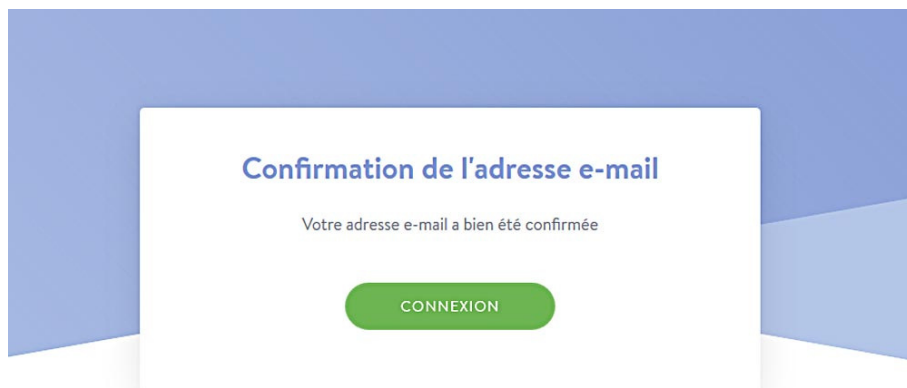 Confirmation de l'adresse e-mail
Votre adresse e-mail a bien été confirmée
CONNEXION